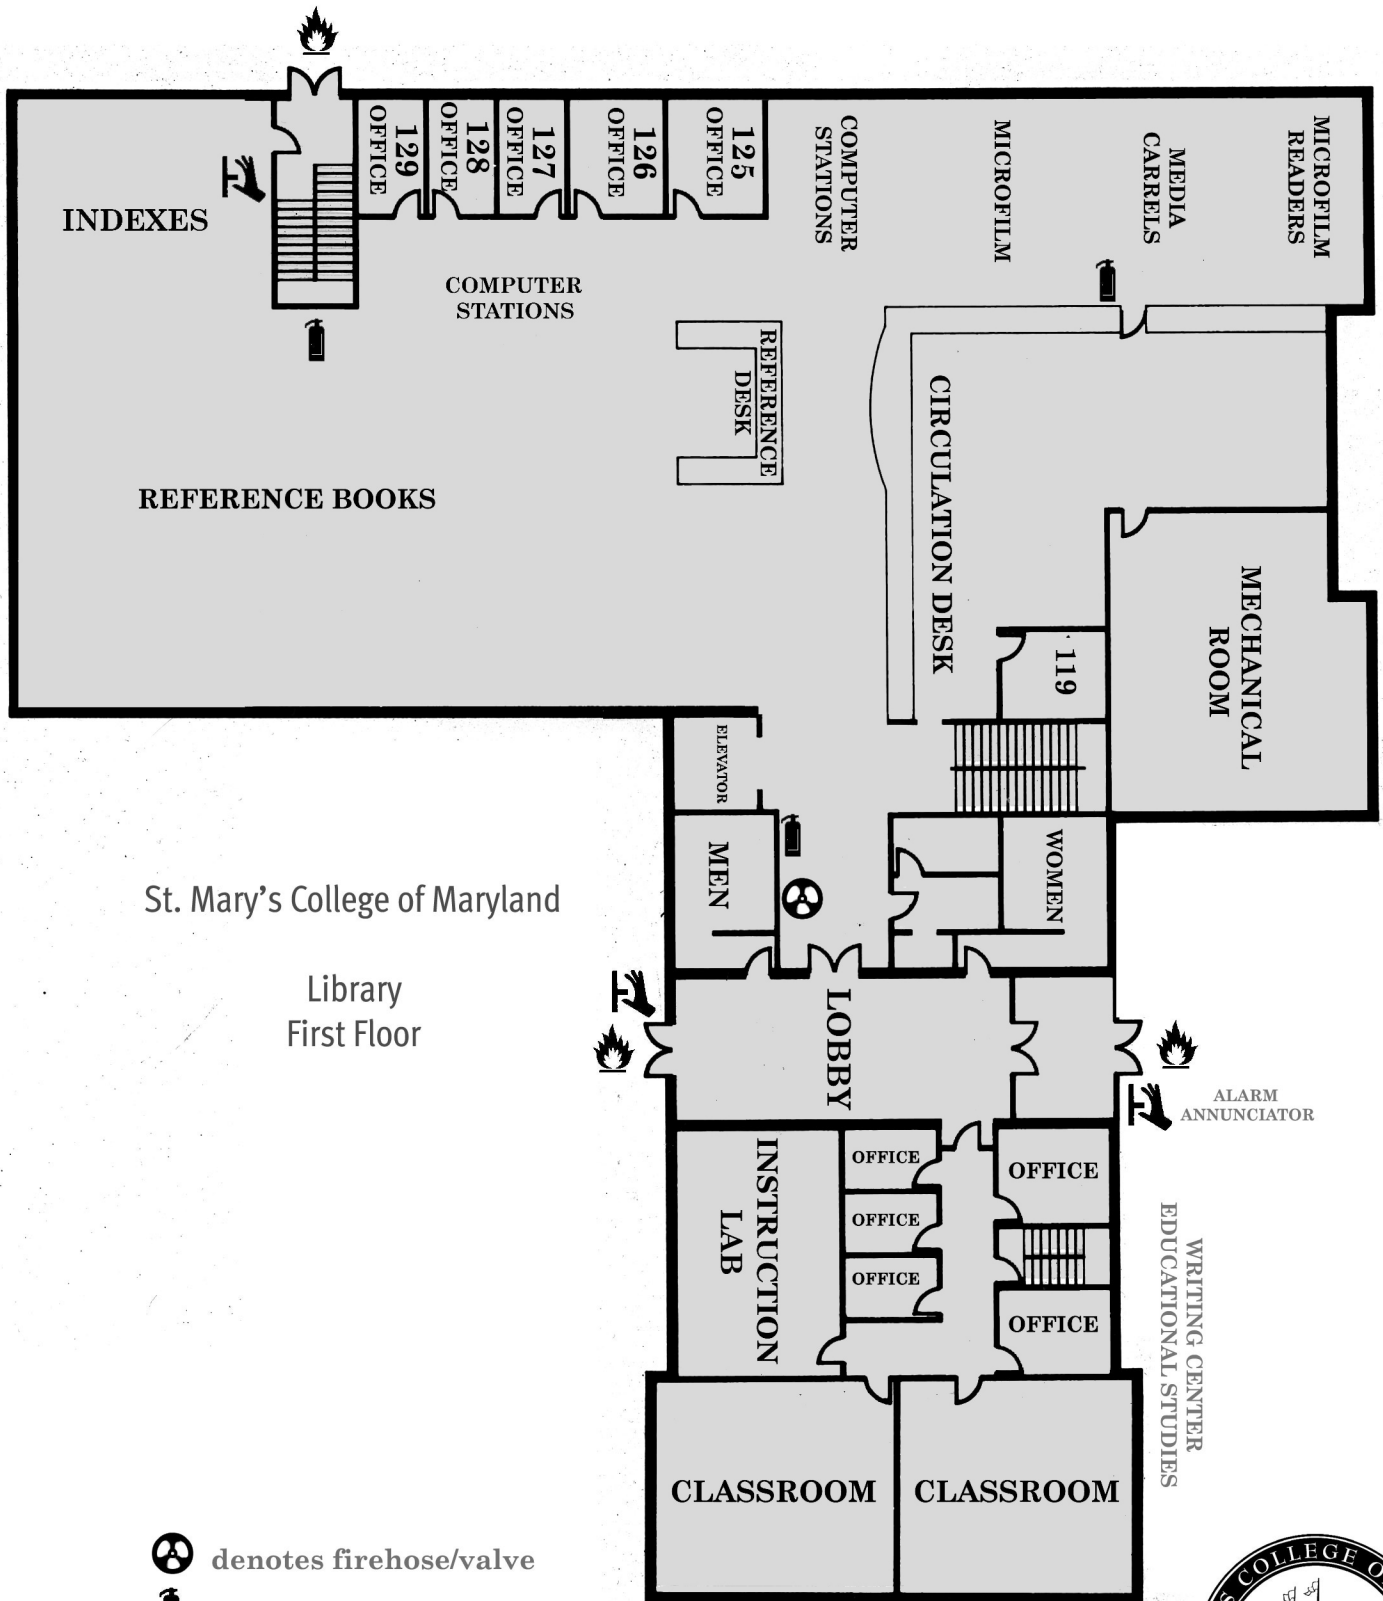 INDEXES
129
OFFICE
128
OFFICE
127
OFFICE
126
OFFICE
125
OFFICE
COMPUTER
STATIONS
MICROFILM
MEDIA
CARRELS
MICROFILM
READERS
COMPUTER
STATIONS
REFERENCE
DESK
CIRCULATION DESK
REFERENCE BOOKS
MECHANICAL
ROOM
119
ELEVATOR
MEN
WOMEN
St. Mary's College of Maryland
Library
First Floor
LOBBY
ALARM
ANNUNCIATOR
INSTRUCTION
LAB
OFFICE
OFFICE
OFFICE
OFFICE
OFFICE
WRITING CENTER
EDUCATIONAL STUDIES
CLASSROOM
CLASSROOM
denotes firehose/valve
S COLLEGE O